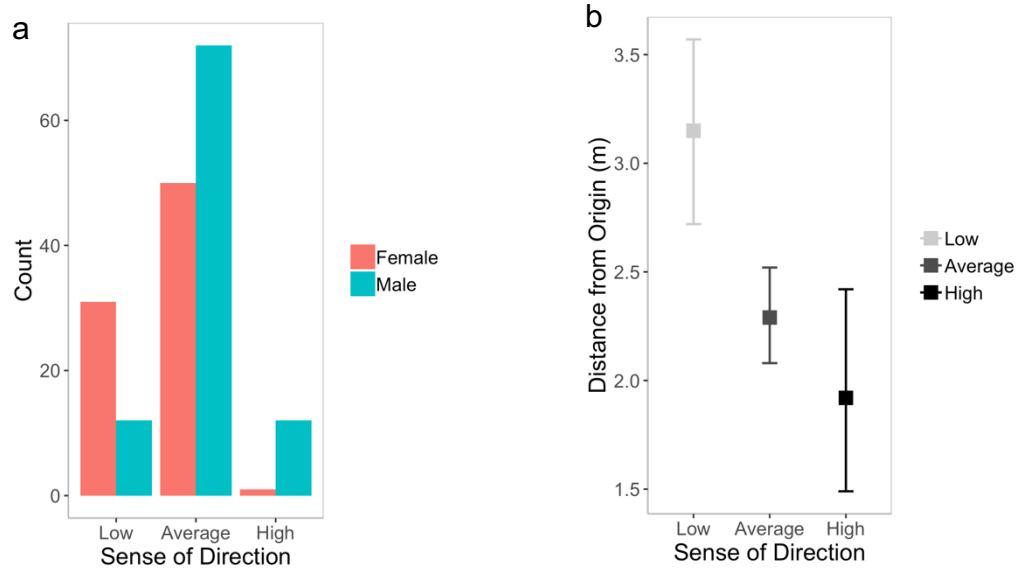 a
60
40
20
0
Count
Low Average High
Sense of Direction
Female
Male
b
3.5
3.0
2.5
2.0
1.5
Distance from Origin (m)
Low Average High
Sense of Direction
Low
Average
High